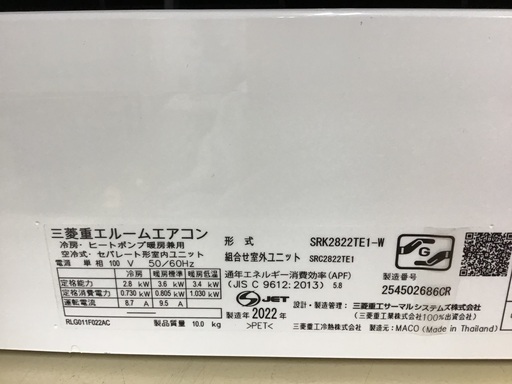 三菱重工ルームエアコン
冷房・ヒートポンプ暖房兼用
空冷式・セパレート形室内ユニット
電源 単相 100 V 50/60Hz
冷房 暖房標準 暖房低温
定格能力 2.8 kW 3.6 kW 3.4 kW
定格消費電力 0.730 kW 0.805 kW 1.030 kW
運転電流 8.7 A 9.5 A
RLG011F022AC 製品質量 10.0 kg
形式 SRK2822TE1-W
組合せ室外ユニット SRC2822TE1
通年エネルギー消費効率(APF)
(JIS C 9612:2013) 5.8
JET
製造年 2022年
>PET<
G
製造番号
254502686CR
設計・製造管理: 三菱重工サーマルシステムズ株式会社
(三菱重工業株式会社100%出資会社)
三菱重工冷熱株式会社 製造元:MACO (Made in Thailand)